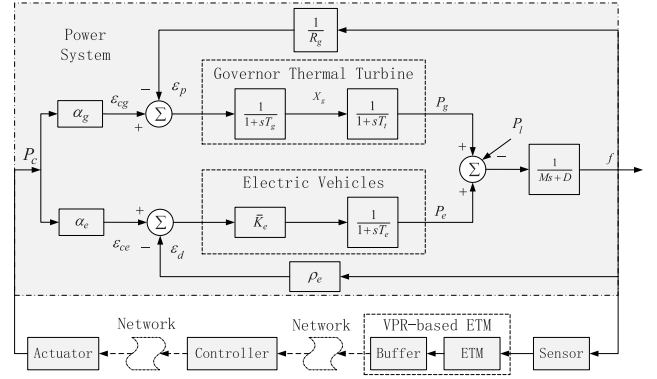 Power
System
1
R_g
−
ε_p
Governor Thermal Turbine
ε_cg
α_g
+
Σ
1
1+sT_g
X_g
1
1+sT_t
P_g
P_l
P_c
+
−
Σ
+
1
Ms+D
f
Electric Vehicles
α_e
ε_ce
+
Σ
−
ε_d
K̄_e
1
1+sT_e
P_e
ρ_e
Network
Network
VPR-based ETM
Actuator
Controller
Buffer
ETM
Sensor